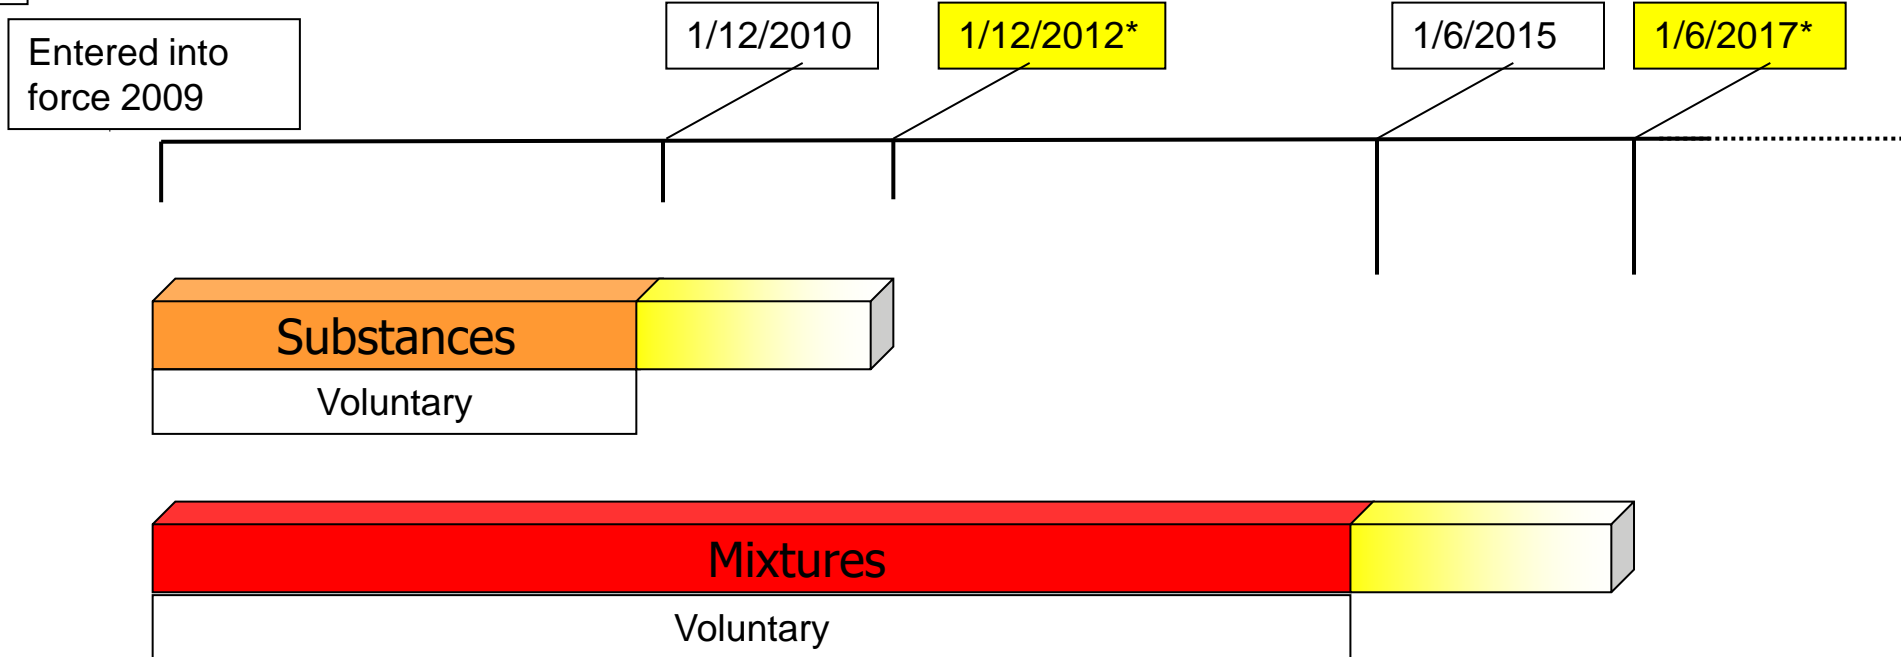 Entered into
force 2009
1/12/2010
1/12/2012*
1/6/2015
1/6/2017*
Substances
Voluntary
Mixtures
Voluntary